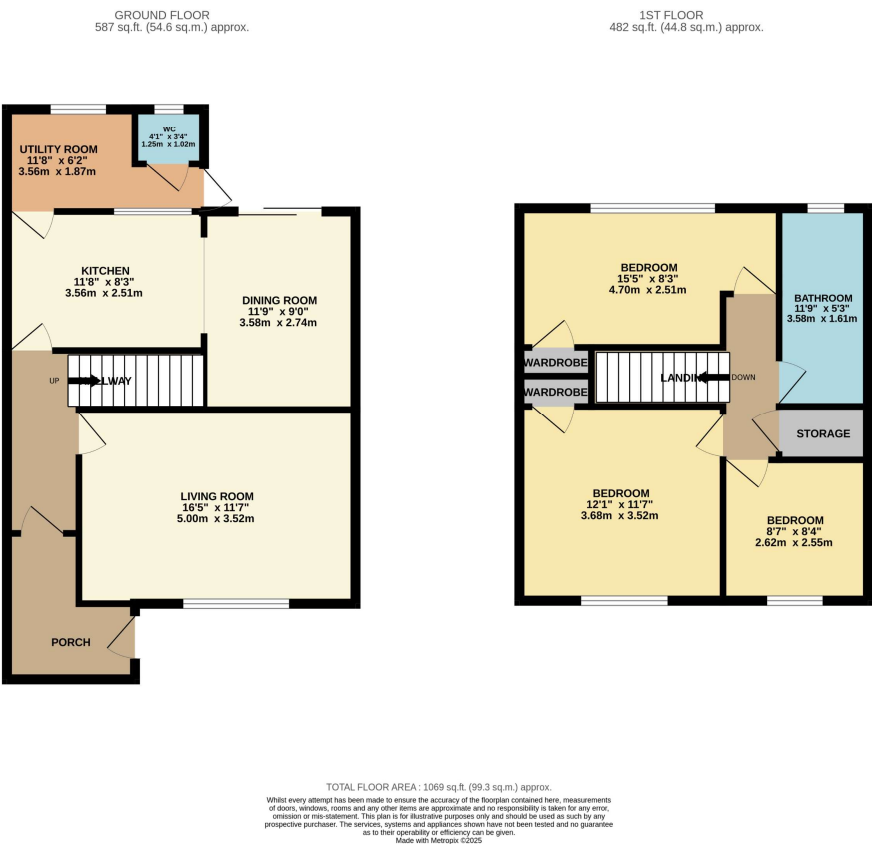 GROUND FLOOR
587 sq.ft. (54.6 sq.m.) approx.
WC
4'1" x 3'4"
1.25m x 1.02m
UTILITY ROOM
11'8" x 6'2"
3.56m x 1.87m
KITCHEN
11'8" x 8'3"
3.56m x 2.51m
DINING ROOM
11'9" x 9'0"
3.58m x 2.74m
UP
LIVING ROOM
16'5" x 11'7"
5.00m x 3.52m
PORCH
1ST FLOOR
482 sq.ft. (44.8 sq.m.) approx.
BEDROOM
15'5" x 8'3"
4.70m x 2.51m
BATHROOM
11'9" x 5'3"
3.58m x 1.61m
WARDROBE
DOWN
WARDROBE
STORAGE
BEDROOM
12'1" x 11'7"
3.68m x 3.52m
BEDROOM
8'7" x 8'4"
2.62m x 2.55m
TOTAL FLOOR AREA : 1069 sq.ft. (99.3 sq.m.) approx.
Whilst every attempt has been made to ensure the accuracy of the floorplan contained here, measurements
of doors, windows, rooms and any other items are approximate and no responsibility is taken for any error,
omission or mis-statement. This plan is for illustrative purposes only and should be used as such by any
prospective purchaser. The services, systems and appliances shown have not been tested and no guarantee
as to their operability or efficiency can be given.
Made with Metropix ©2025